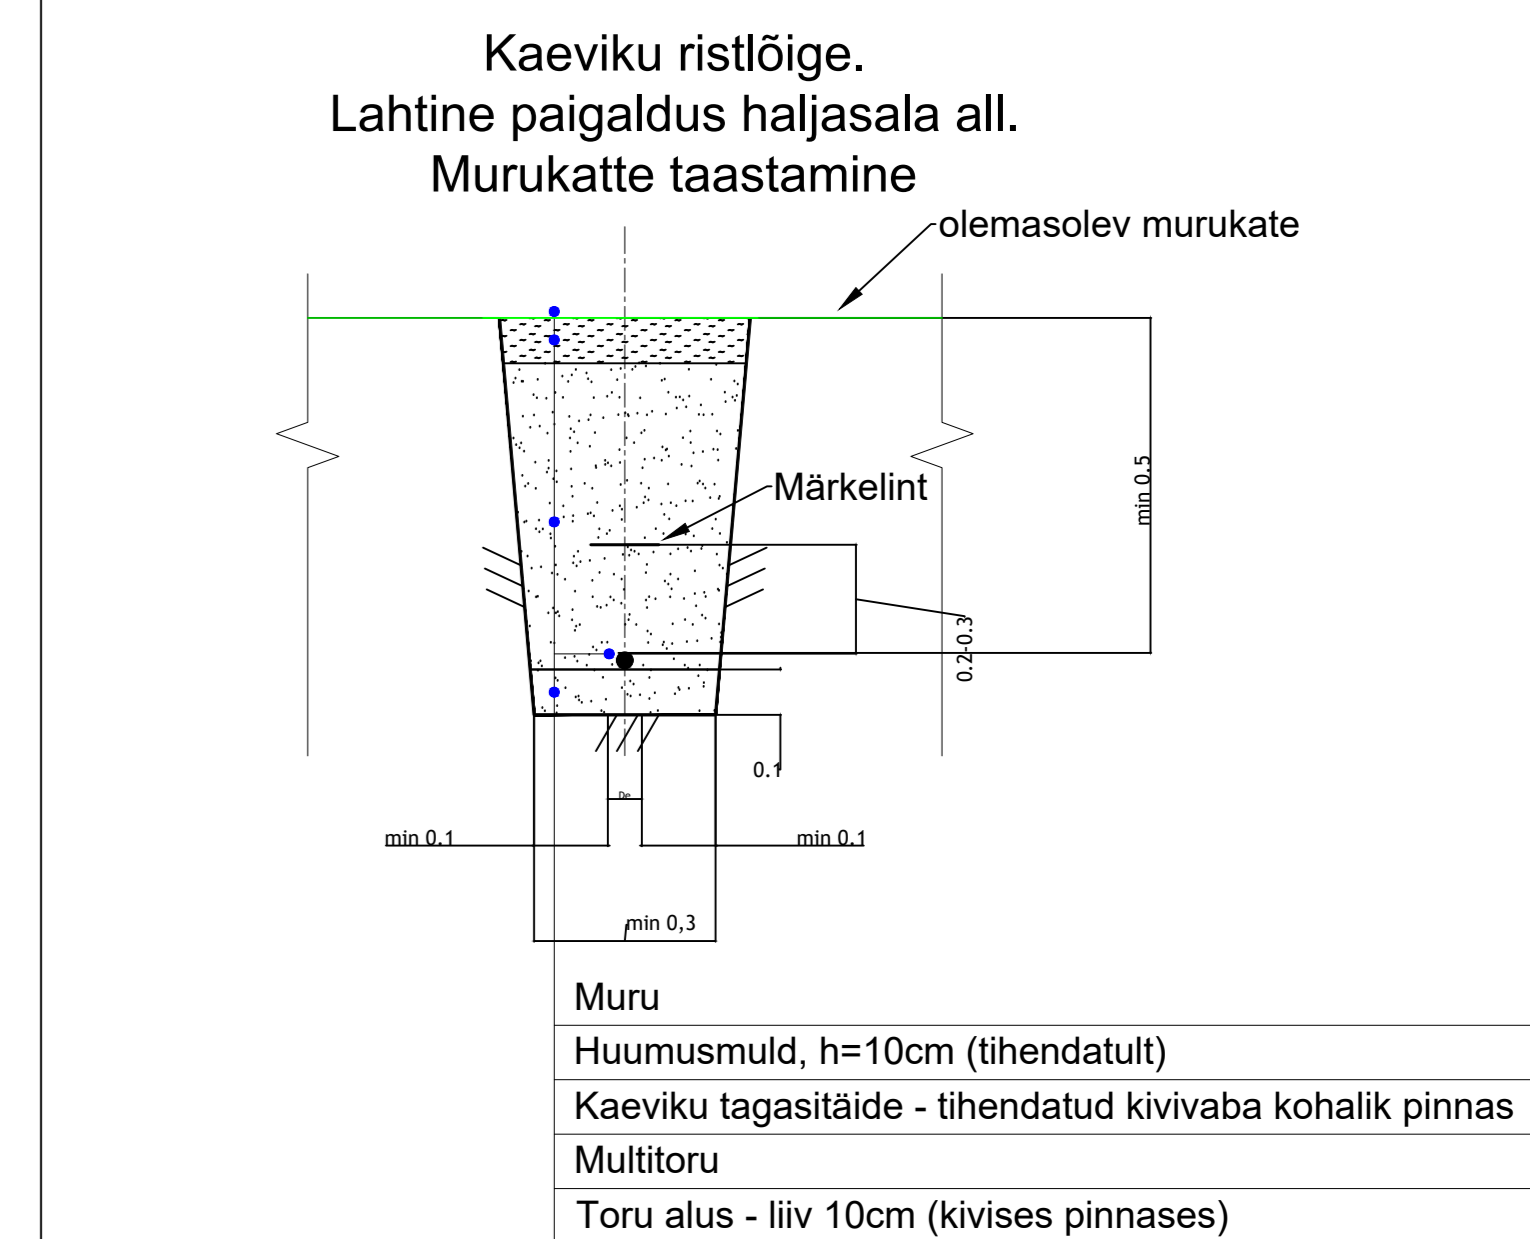 Kaeviku ristlõige.
Lahtine paigaldus haljasala all.
Murukatte taastamine
olemasolev murukate
Märkelint
min 0.5
0.2-0.3
0.1
De
min 0.1
min 0.1
min 0,3
Muru
Huumusmuld, h=10cm (tihendatult)
Kaeviku tagasitäide - tihendatud kivivaba kohalik pinnas
Multitoru
Toru alus - liiv 10cm (kivises pinnases)